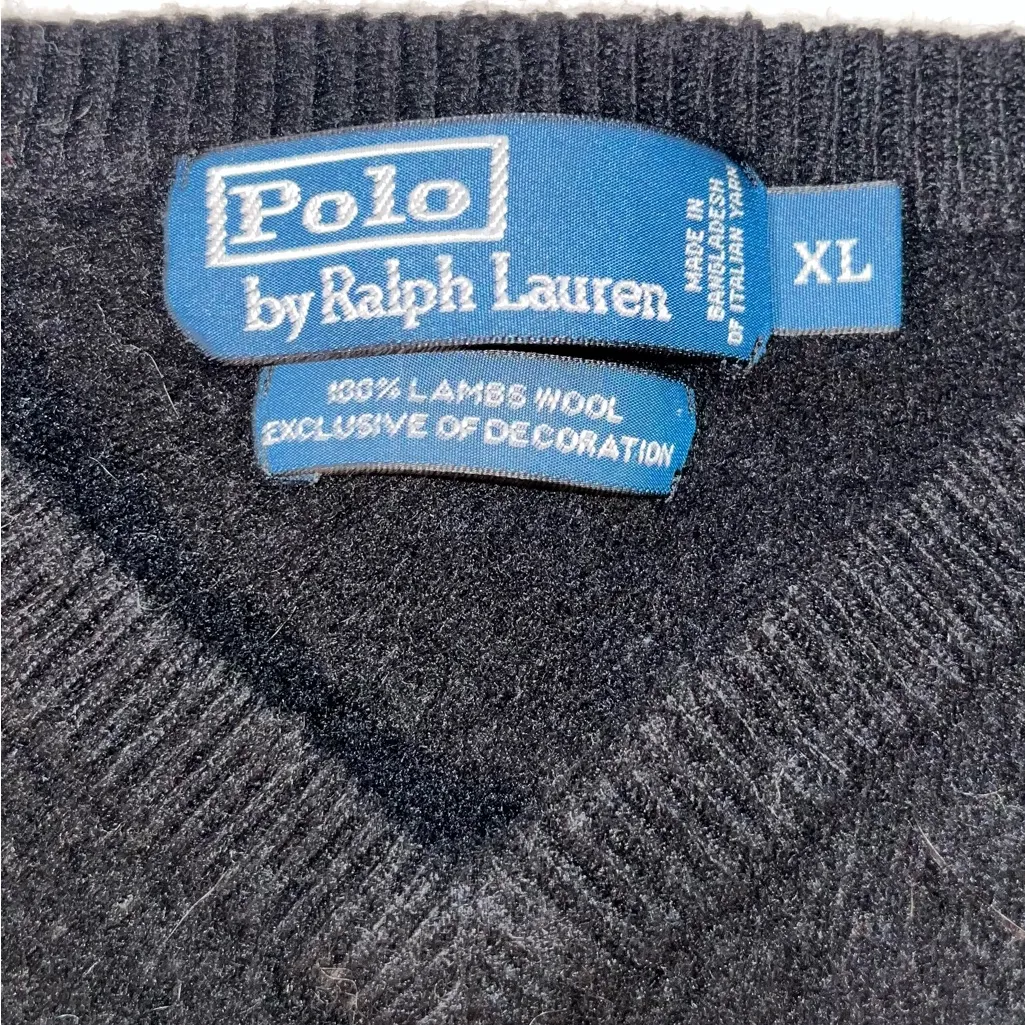 Polo
by Ralph Lauren
MADE IN
BANGLADESH
OF ITALIAN YARN
XL
100% LAMBS WOOL
EXCLUSIVE OF DECORATION